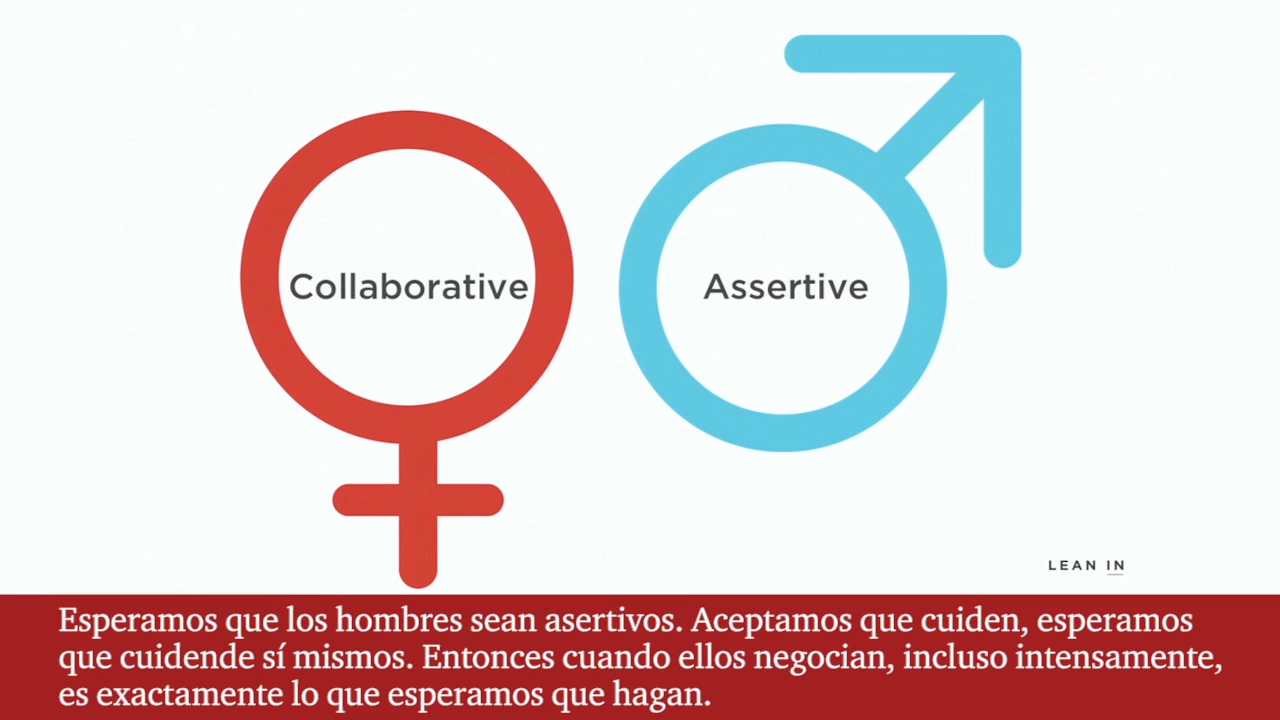 Collaborative
Assertive
LEAN IN
Esperamos que los hombres sean asertivos. Aceptamos que cuiden, esperamos
que cuidende sí mismos. Entonces cuando ellos negocian, incluso intensamente,
es exactamente lo que esperamos que hagan.